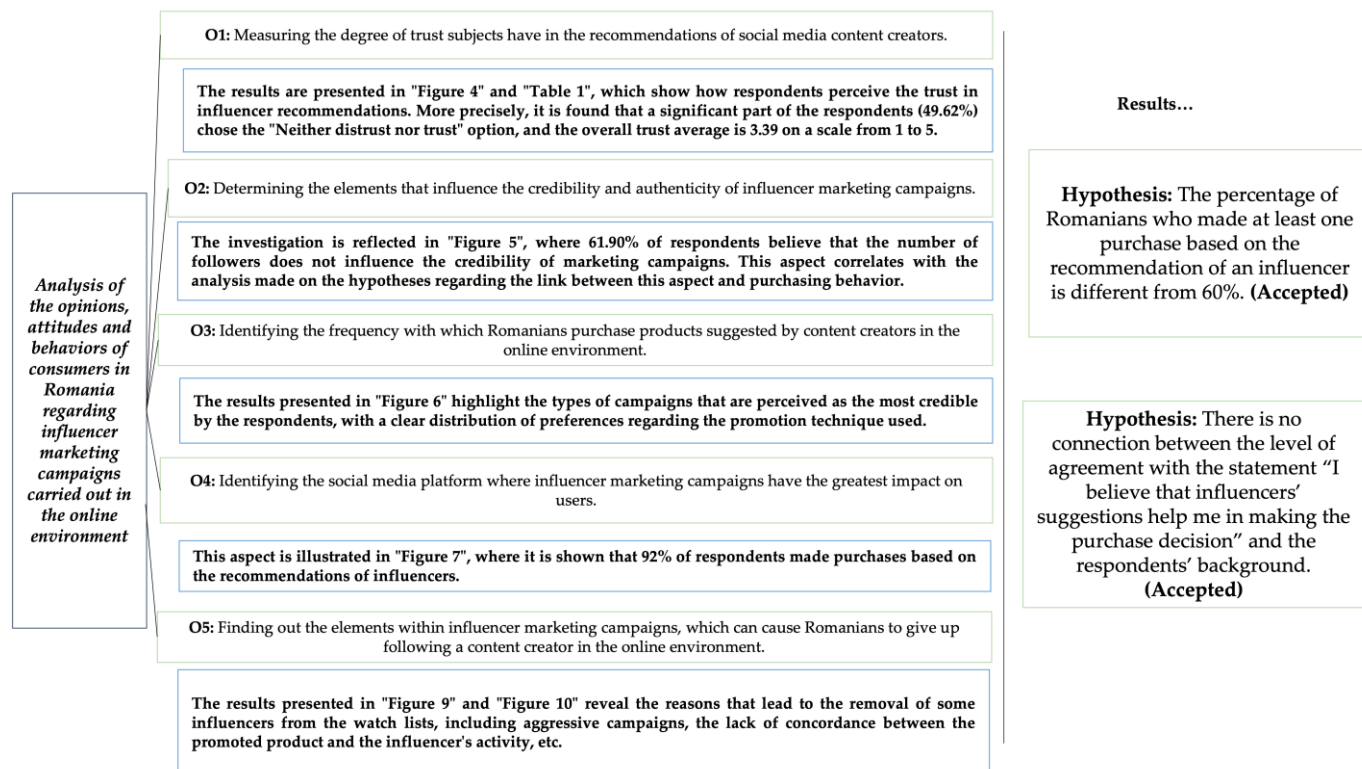 Analysis of
the opinions,
attitudes and
behaviors of
consumers in
Romania
regarding
influencer
marketing
campaigns
carried out in
the online
environment
O1: Measuring the degree of trust subjects have in the recommendations of social media content creators.
The results are presented in "Figure 4" and "Table 1", which show how respondents perceive the trust in
influencer recommendations. More precisely, it is found that a significant part of the respondents (49.62%)
chose the "Neither distrust nor trust" option, and the overall trust average is 3.39 on a scale from 1 to 5.
O2: Determining the elements that influence the credibility and authenticity of influencer marketing campaigns.
The investigation is reflected in "Figure 5", where 61.90% of respondents believe that the number of
followers does not influence the credibility of marketing campaigns. This aspect correlates with the
analysis made on the hypotheses regarding the link between this aspect and purchasing behavior.
O3: Identifying the frequency with which Romanians purchase products suggested by content creators in the
online environment.
The results presented in "Figure 6" highlight the types of campaigns that are perceived as the most credible
by the respondents, with a clear distribution of preferences regarding the promotion technique used.
O4: Identifying the social media platform where influencer marketing campaigns have the greatest impact on
users.
This aspect is illustrated in "Figure 7", where it is shown that 92% of respondents made purchases based on
the recommendations of influencers.
O5: Finding out the elements within influencer marketing campaigns, which can cause Romanians to give up
following a content creator in the online environment.
The results presented in "Figure 9" and "Figure 10" reveal the reasons that lead to the removal of some
influencers from the watch lists, including aggressive campaigns, the lack of concordance between the
promoted product and the influencer's activity, etc.
Results…
Hypothesis: The percentage of
Romanians who made at least one
purchase based on the
recommendation of an influencer
is different from 60%. (Accepted)
Hypothesis: There is no
connection between the level of
agreement with the statement “I
believe that influencers’
suggestions help me in making the
purchase decision” and the
respondents’ background.
(Accepted)